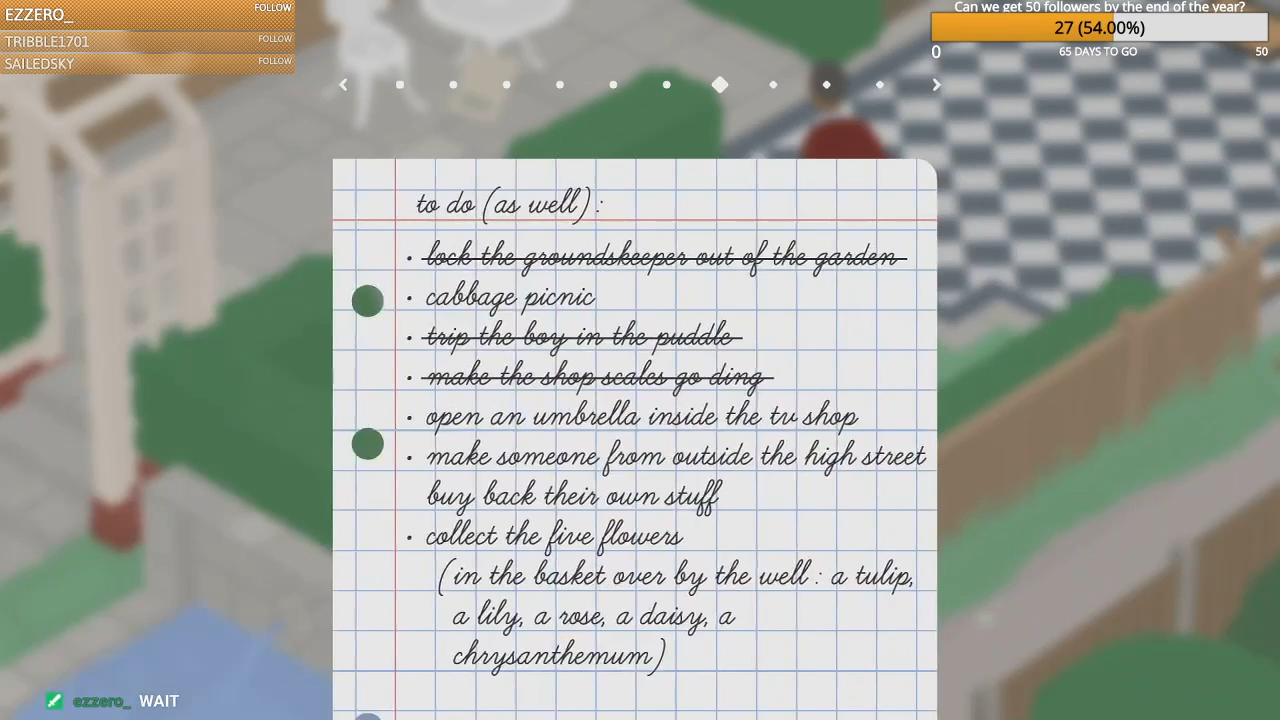 EZZERO_ FOLLOW
TRIBBLE1701 FOLLOW
SAILEDSKY FOLLOW
Can we get 50 followers by the end of the year?
27 (54.00%)
0 65 DAYS TO GO 50
to do (as well):
• lock the groundskeeper out of the garden
• cabbage picnic
• trip the boy in the puddle
• make the shop scales go ding
• open an umbrella inside the tv shop
• make someone from outside the high street
buy back their own stuff
• collect the five flowers
(in the basket over by the well: a tulip,
a lily, a rose, a daisy, a
chrysanthemum)
ezzero_ WAIT